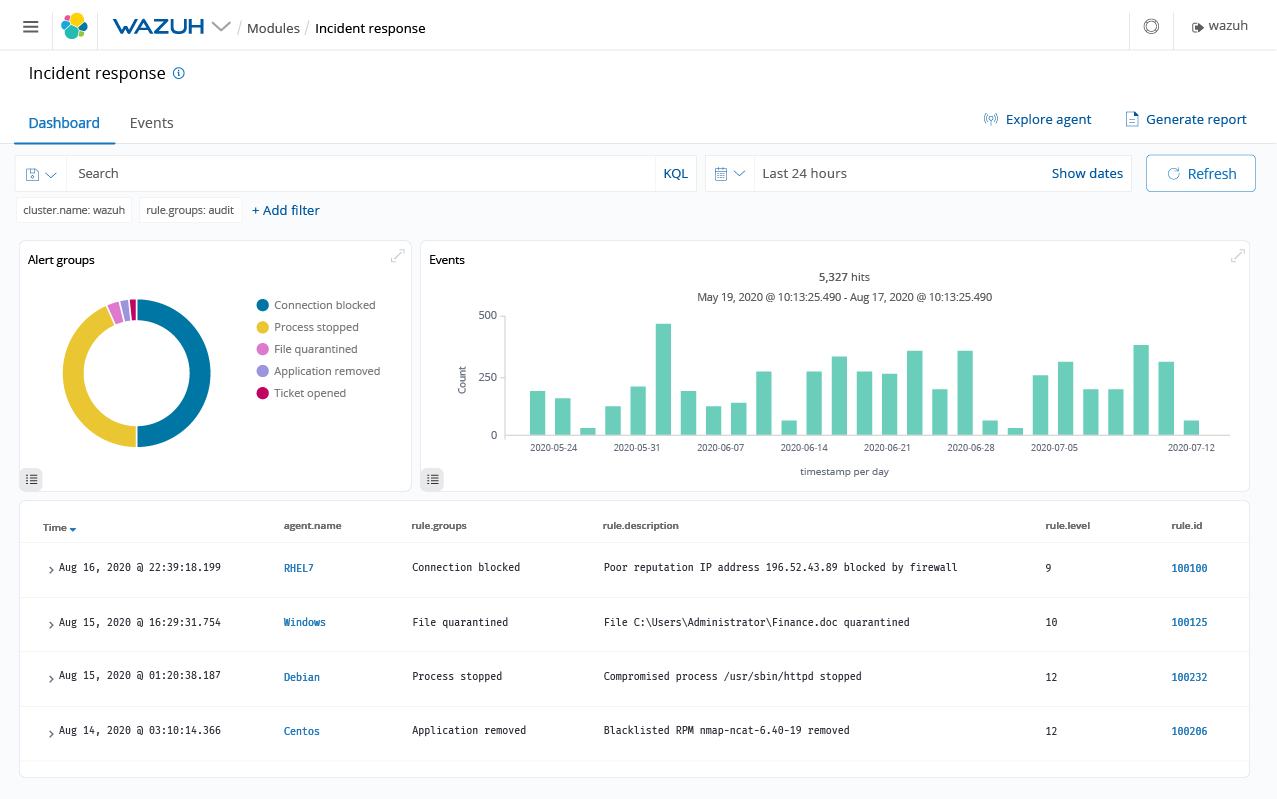 WAZUH / Modules / Incident response
wazuh
Incident response
Dashboard Events
Explore agent Generate report
Search KQL Last 24 hours Show dates Refresh
cluster.name: wazuh rule.groups: audit + Add filter
Alert groups
Connection blocked
Process stopped
File quarantined
Application removed
Ticket opened
Events
5,327 hits
May 19, 2020 @ 10:13:25.490 - Aug 17, 2020 @ 10:13:25.490
500
250
0
Count
2020-05-24 2020-05-31 2020-06-07 2020-06-14 2020-06-21 2020-06-28 2020-07-05 2020-07-12
timestamp per day
Time agent.name rule.groups rule.description rule.level rule.id
Aug 16, 2020 @ 22:39:18.199 RHEL7 Connection blocked Poor reputation IP address 196.52.43.89 blocked by firewall 9 100100
Aug 15, 2020 @ 16:29:31.754 Windows File quarantined File C:\Users\Administrator\Finance.doc quarantined 10 100125
Aug 15, 2020 @ 01:20:38.187 Debian Process stopped Compromised process /usr/sbin/httpd stopped 12 100232
Aug 14, 2020 @ 03:10:14.366 Centos Application removed Blacklisted RPM nmap-ncat-6.40-19 removed 12 100206